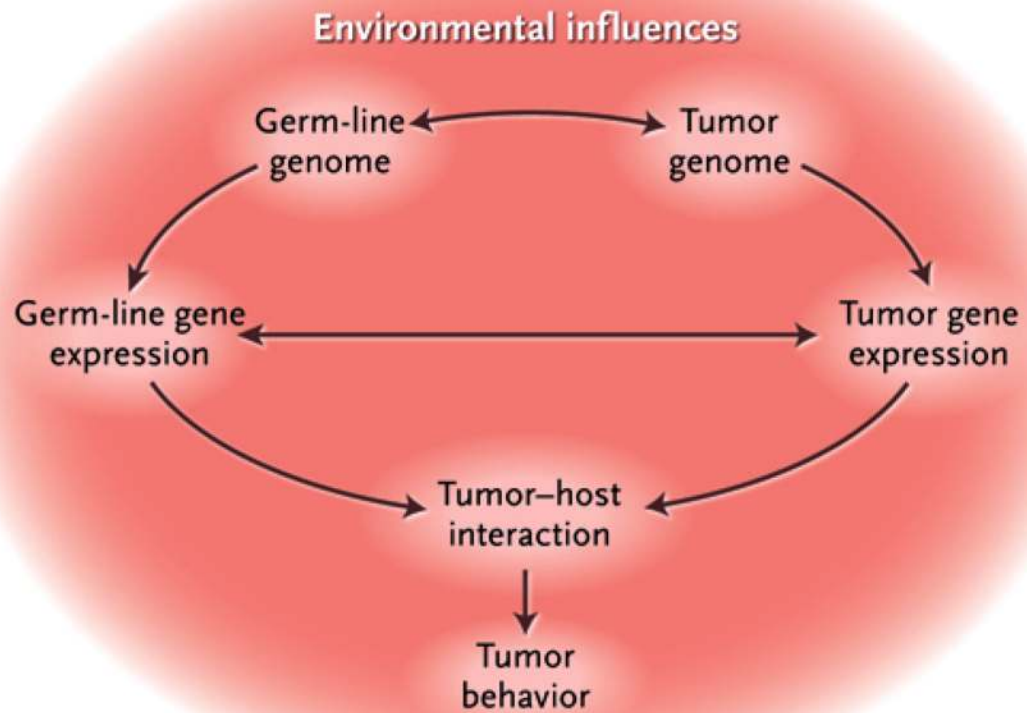 Environmental influences
Germ-line
genome
Tumor
genome
Germ-line gene
expression
Tumor gene
expression
Tumor–host
interaction
Tumor
behavior